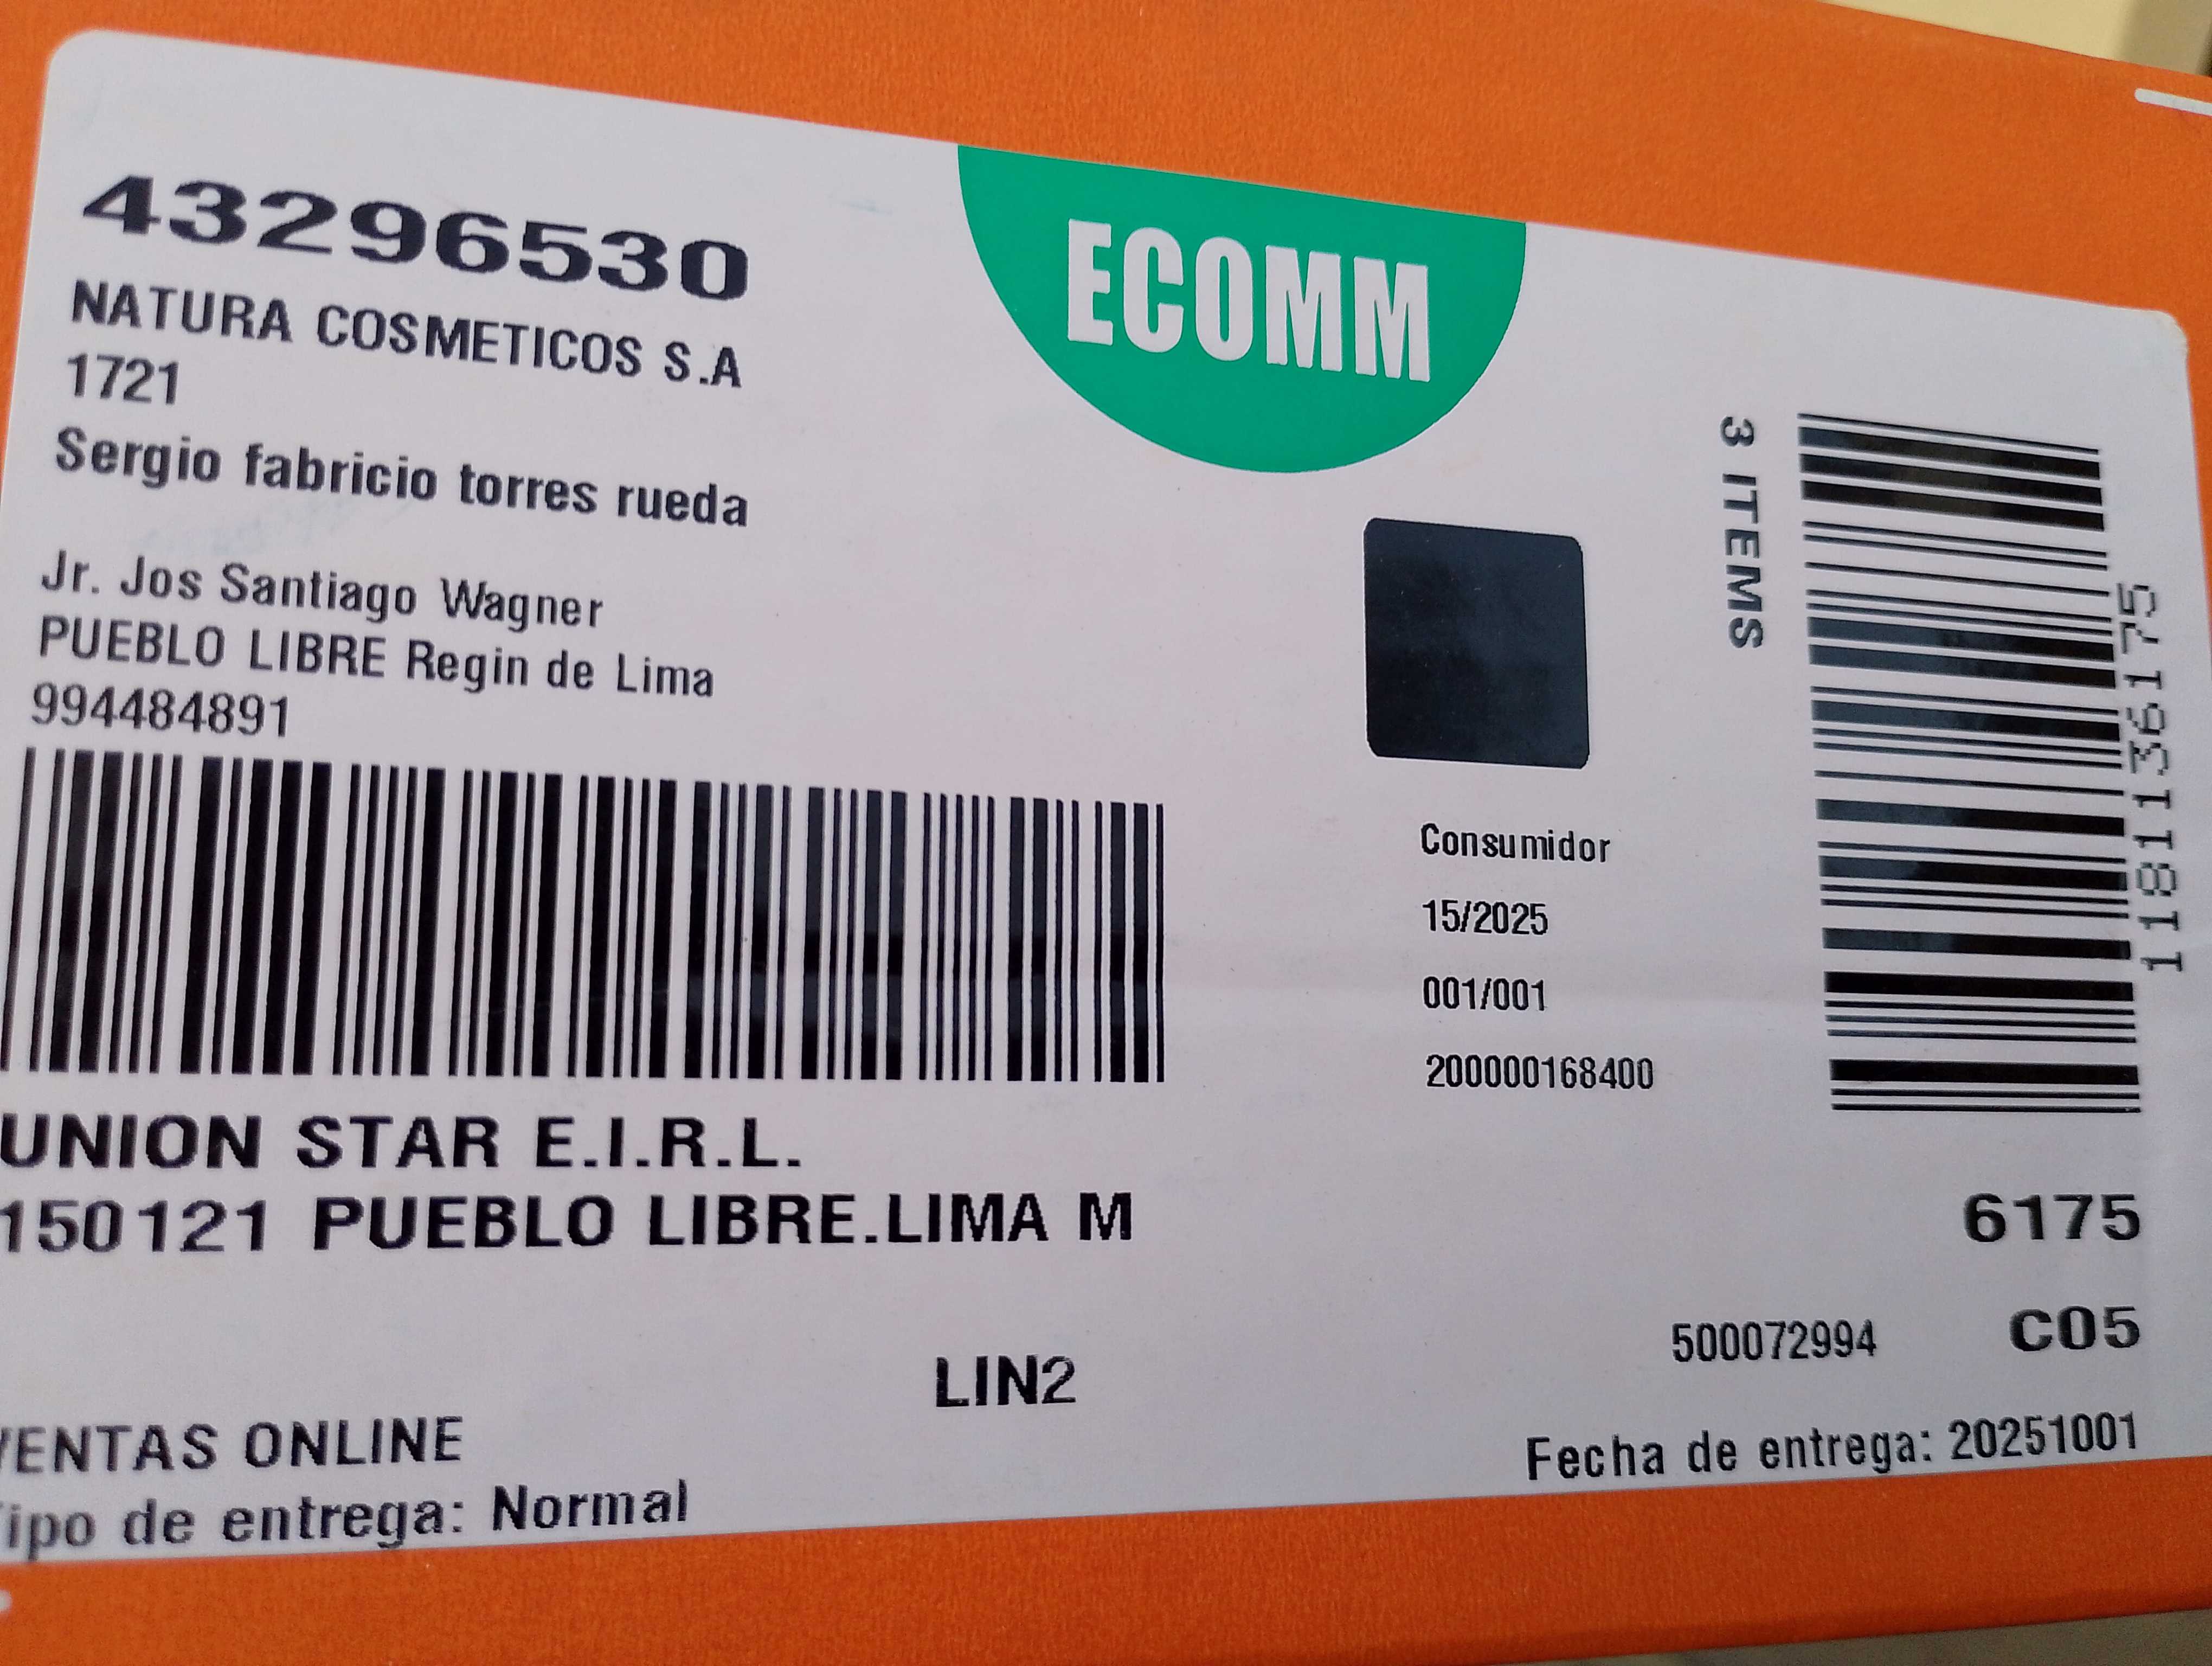 43296530
NATURA COSMETICOS S.A
1721
Sergio fabricio torres rueda
Jr. Jos Santiago Wagner
PUEBLO LIBRE Regin de Lima
994484891
ECOMM
3 ITEMS
1181136175
Consumidor
15/2025
001/001
200000168400
UNION STAR E.I.R.L.
150121 PUEBLO LIBRE.LIMA M
6175
500072994 C05
LIN2
VENTAS ONLINE
Fecha de entrega: 20251001
Tipo de entrega: Normal